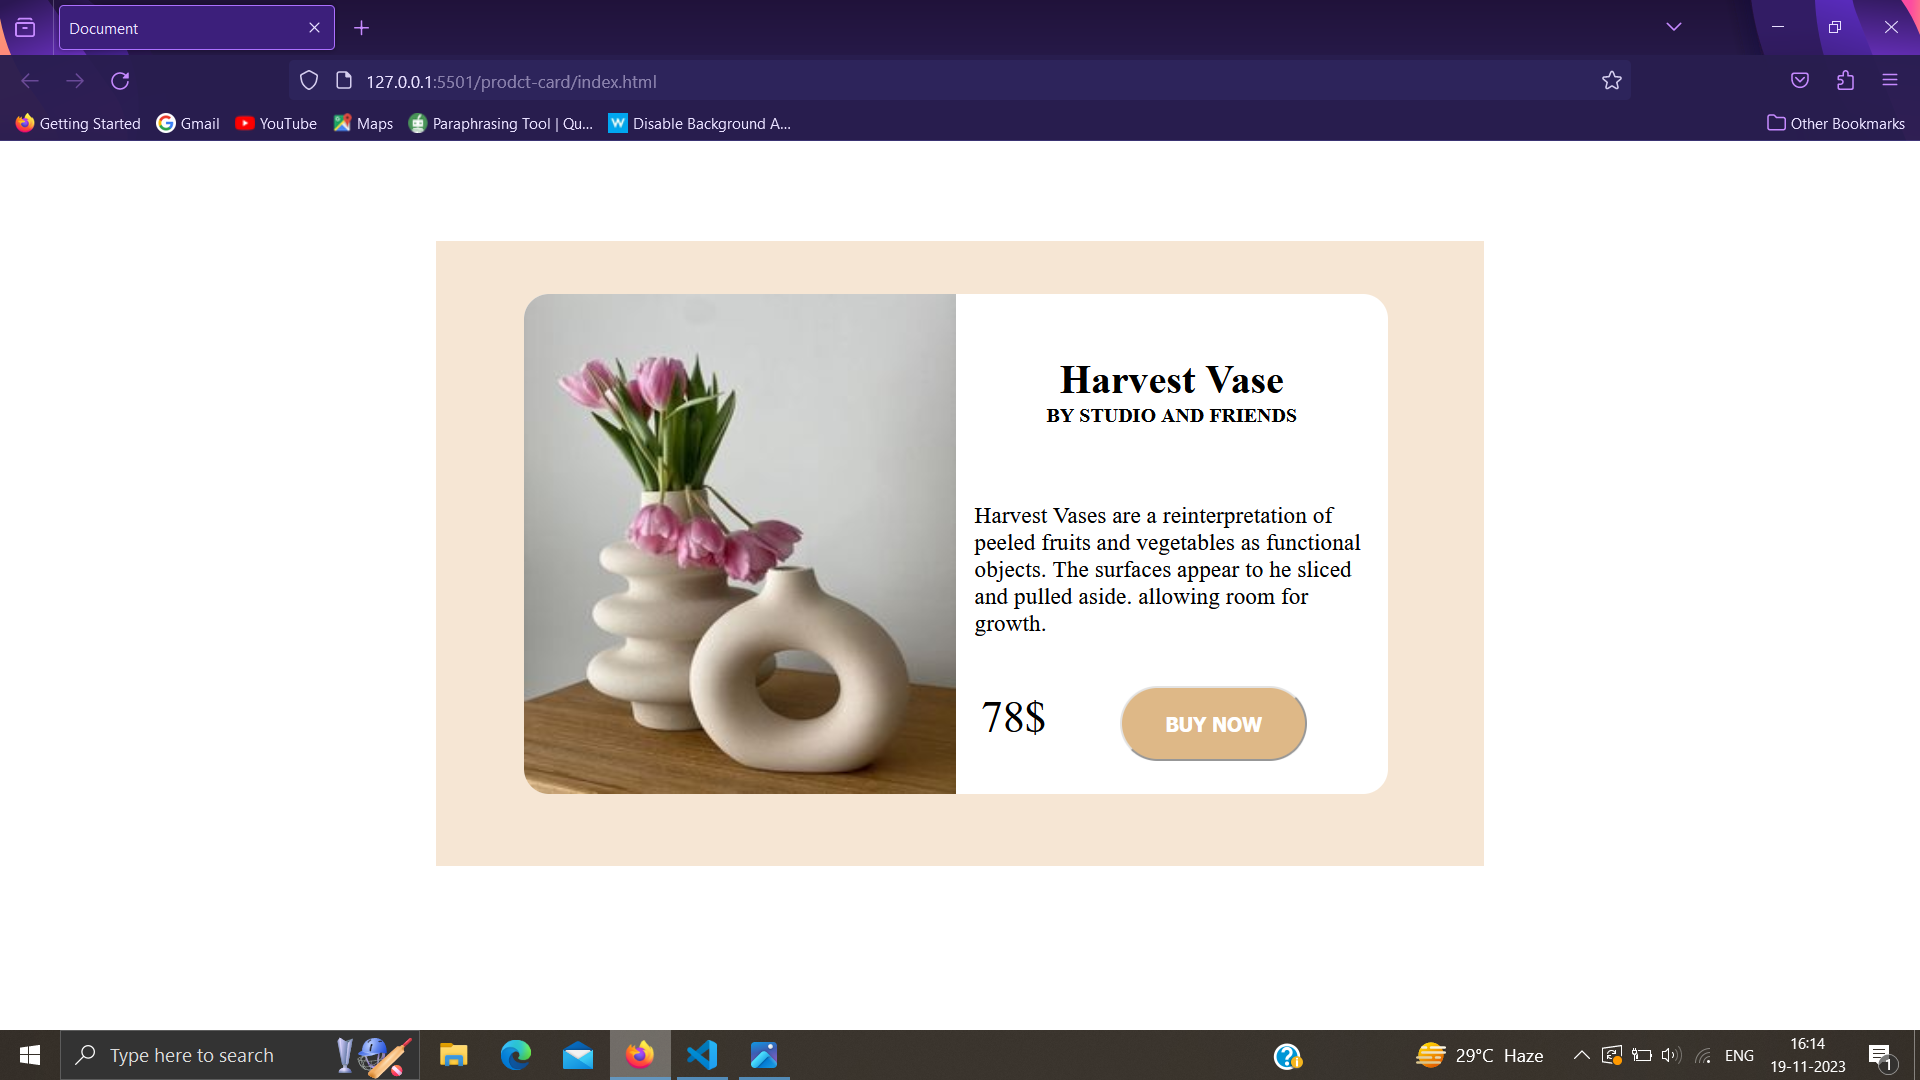 Document
127.0.0.1:5501/prodct-card/index.html
Getting Started
Gmail
YouTube
Maps
Paraphrasing Tool | Qu...
Disable Background A...
Other Bookmarks
Harvest Vase
BY STUDIO AND FRIENDS
Harvest Vases are a reinterpretation of
peeled fruits and vegetables as functional
objects. The surfaces appear to he sliced
and pulled aside. allowing room for
growth.
78$
BUY NOW
Type here to search
29°C Haze
ENG
16:14
19-11-2023
1